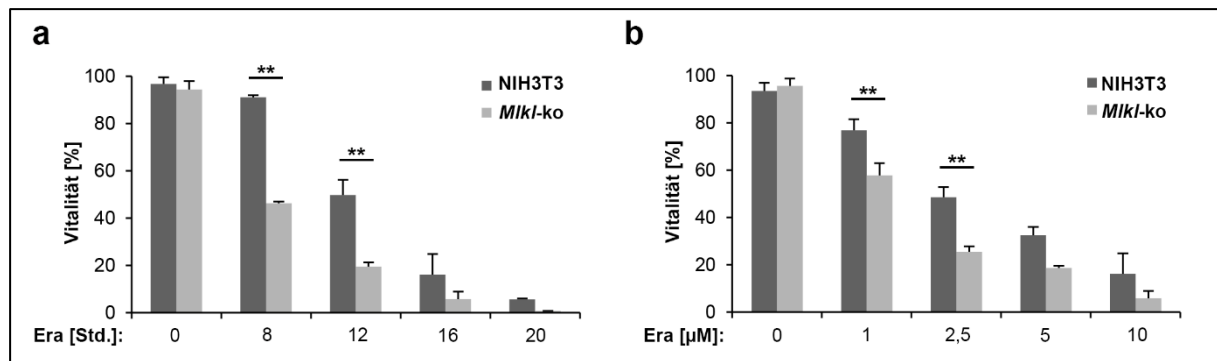 a
Vitalität [%]
100
80
60
40
20
0
**
**
NIH3T3
Mlkl-ko
Era [Std.]: 0 8 12 16 20
b
Vitalität [%]
100
80
60
40
20
0
**
**
NIH3T3
Mlkl-ko
Era [µM]: 0 1 2,5 5 10